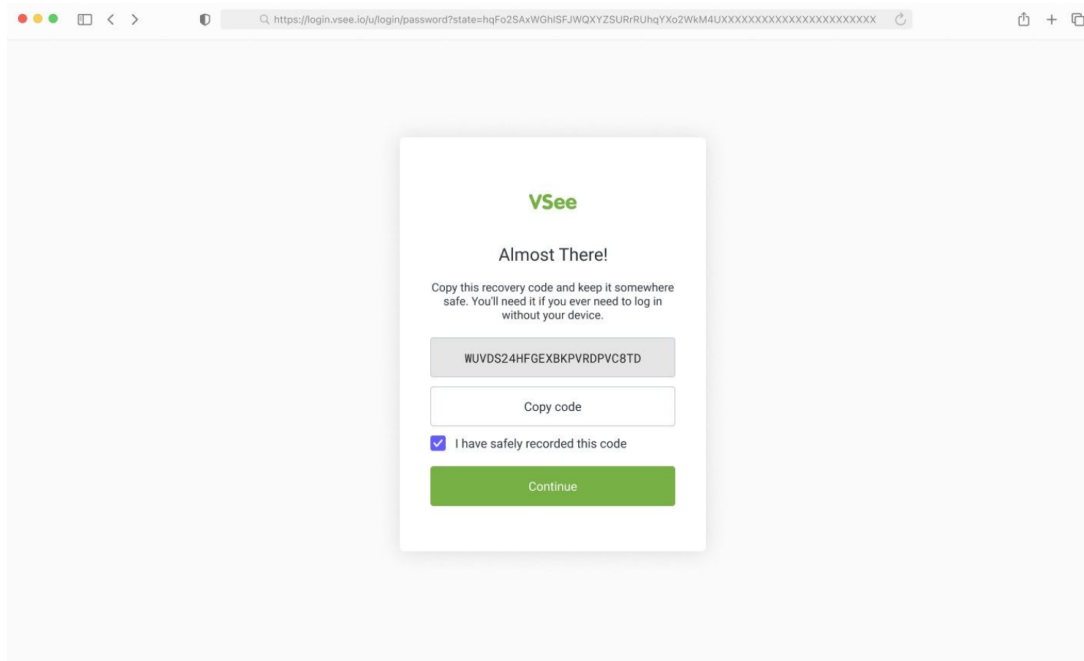 https://login.vsee.io/u/login/password?state=hqFo2SAxWGhlSFJWQXYZSURrRUhqYXo2WkM4UXXXXXXXXXXXXXXXXXXXXXXX
VSee
Almost There!
Copy this recovery code and keep it somewhere
safe. You'll need it if you ever need to log in
without your device.
WUVDS24HFGEXBKPVRDPVC8TD
Copy code
I have safely recorded this code
Continue